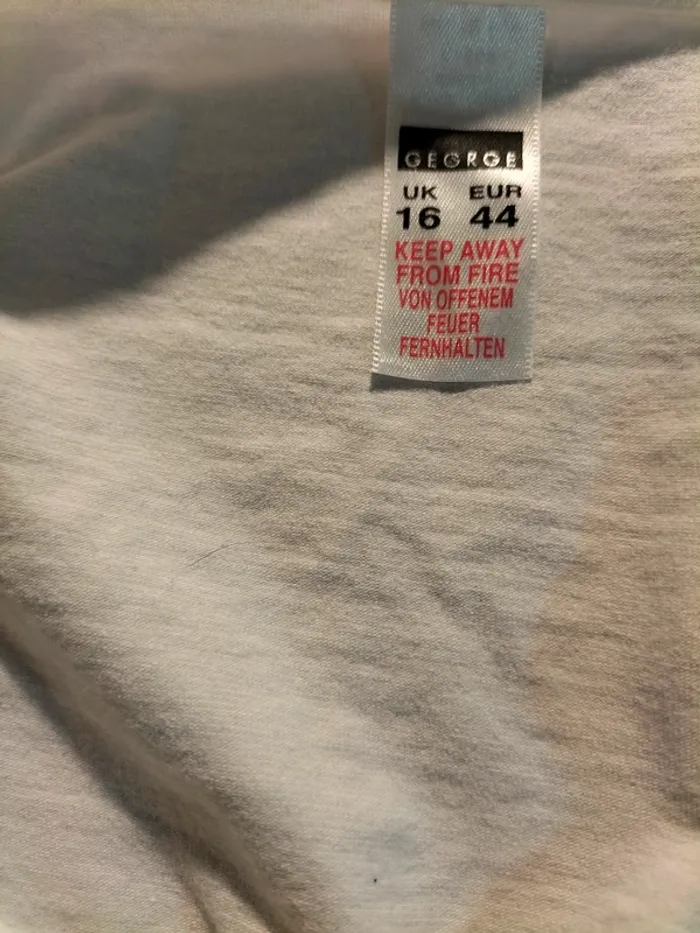 GEORGE
UK EUR
16 44
KEEP AWAY
FROM FIRE
VON OFFENEM
FEUER
FERNHALTEN